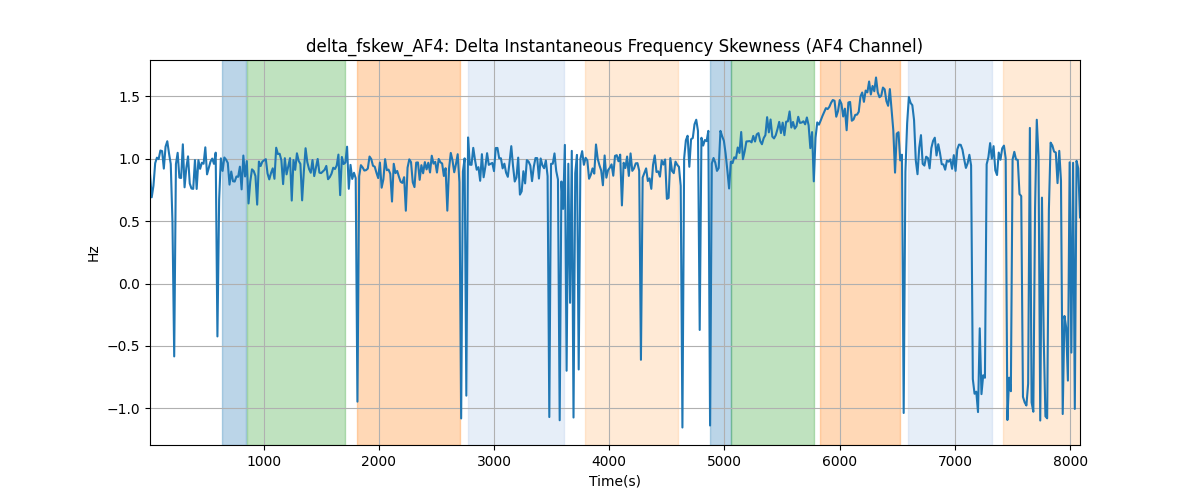 delta_fskew_AF4: Delta Instantaneous Frequency Skewness (AF4 Channel)
1.5
1.0
0.5
0.0
−0.5
−1.0
Hz
1000 2000 3000 4000 5000 6000 7000 8000
Time(s)